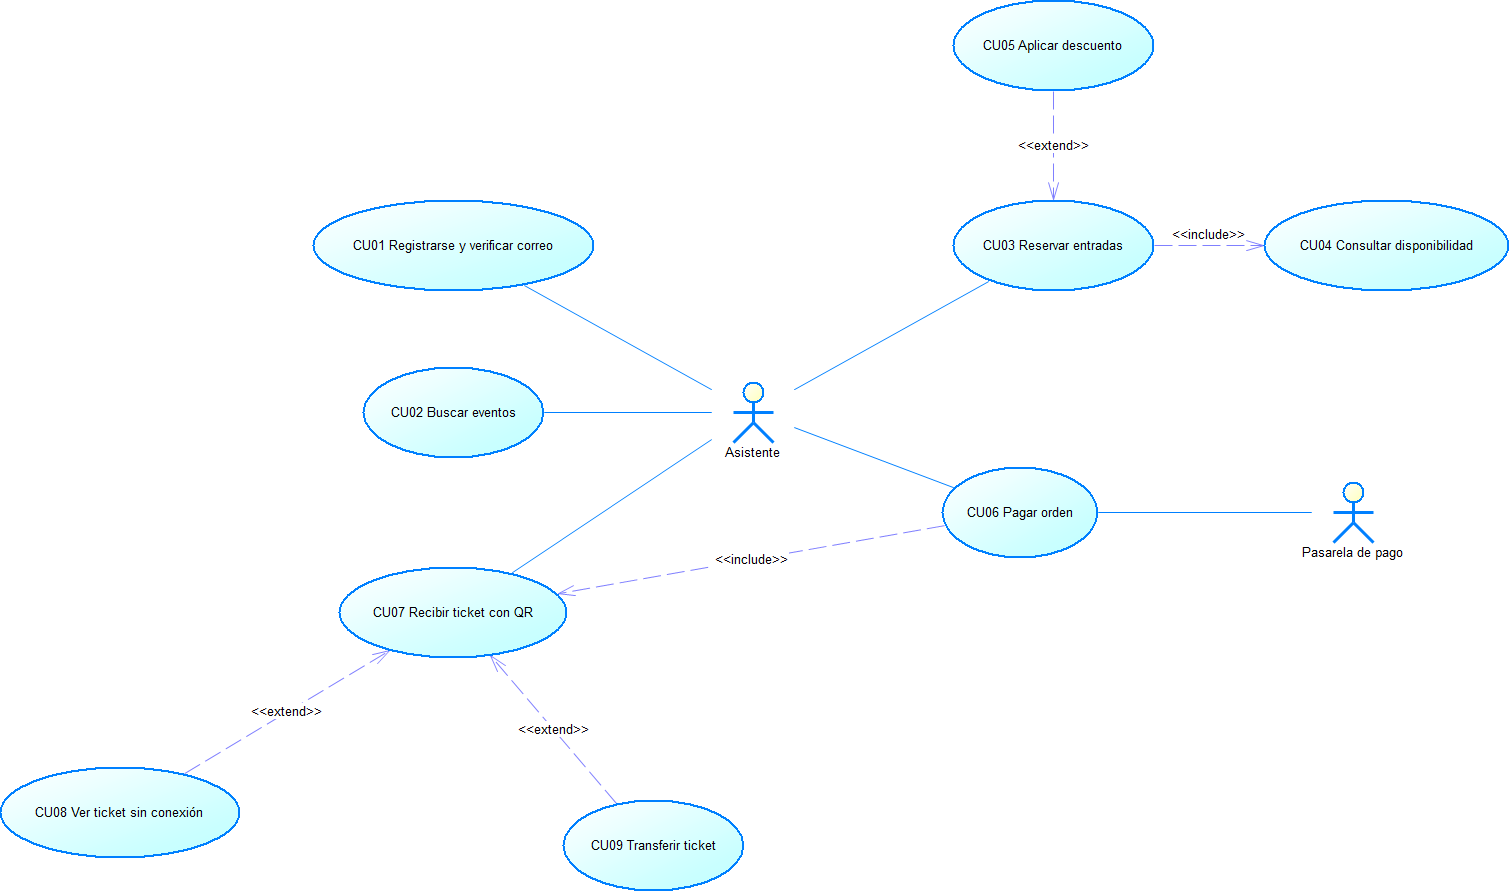 CU05 Aplicar descuento
<<extend>>
CU01 Registrarse y verificar correo
CU03 Reservar entradas
<<include>>
CU04 Consultar disponibilidad
CU02 Buscar eventos
Asistente
CU06 Pagar orden
Pasarela de pago
<<include>>
CU07 Recibir ticket con QR
<<extend>>
<<extend>>
CU08 Ver ticket sin conexión
CU09 Transferir ticket